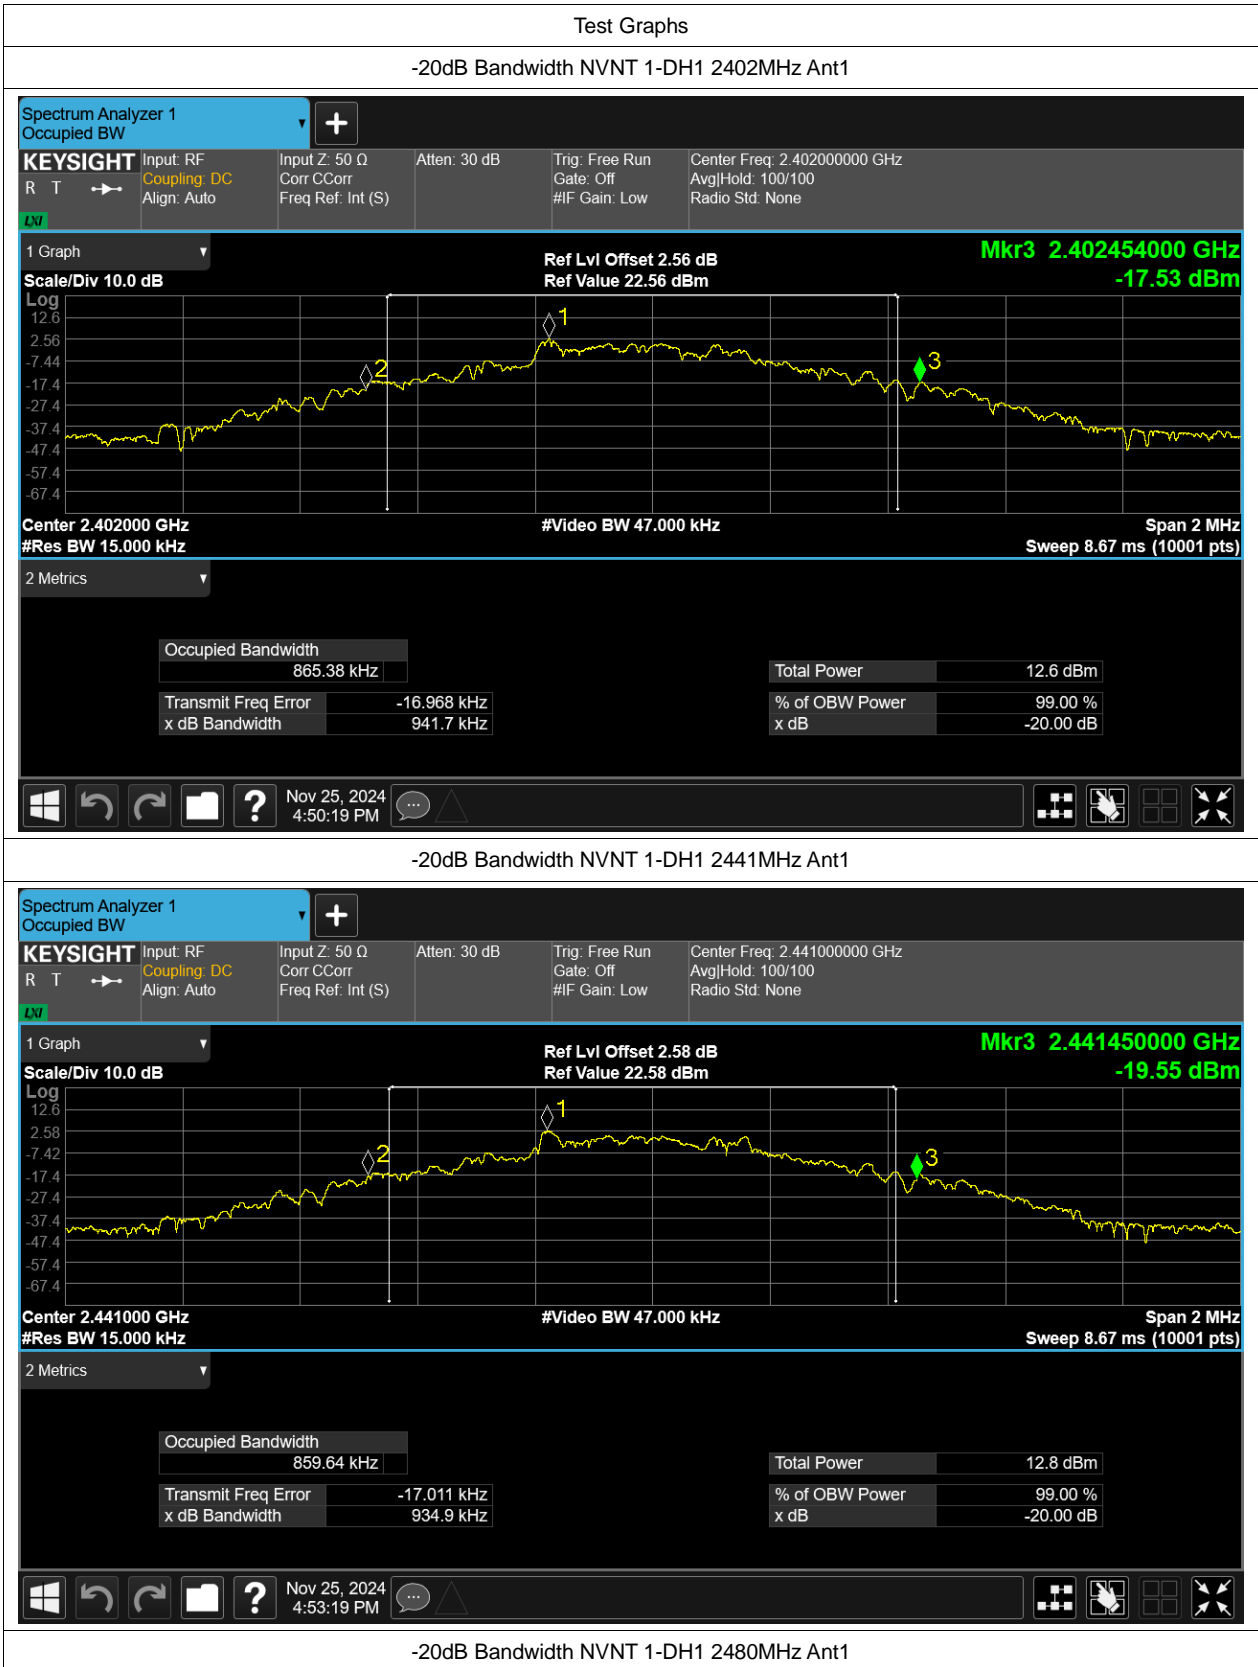 Test Graphs
-20dB Bandwidth NVNT 1-DH1 2402MHz Ant1
Spectrum Analyzer 1
Occupied BW
KEYSIGHT Input: RF Input Z: 50 Ω Atten: 30 dB Trig: Free Run Center Freq: 2.402000000 GHz
R T Coupling: DC Corr CCorr Gate: Off Avg|Hold: 100/100
Align: Auto Freq Ref: Int (S) #IF Gain: Low Radio Std: None
LXI
1 Graph Ref Lvl Offset 2.56 dB Mkr3 2.402454000 GHz
Scale/Div 10.0 dB Ref Value 22.56 dBm -17.53 dBm
Log
12.6
2.56
-7.44
-17.4
-27.4
-37.4
-47.4
-57.4
-67.4
1
2
3
Center 2.402000 GHz #Video BW 47.000 kHz Span 2 MHz
#Res BW 15.000 kHz Sweep 8.67 ms (10001 pts)
2 Metrics
Occupied Bandwidth
865.38 kHz Total Power 12.6 dBm
Transmit Freq Error -16.968 kHz % of OBW Power 99.00 %
x dB Bandwidth 941.7 kHz x dB -20.00 dB
? Nov 25, 2024
4:50:19 PM
-20dB Bandwidth NVNT 1-DH1 2441MHz Ant1
Spectrum Analyzer 1
Occupied BW
KEYSIGHT Input: RF Input Z: 50 Ω Atten: 30 dB Trig: Free Run Center Freq: 2.441000000 GHz
R T Coupling: DC Corr CCorr Gate: Off Avg|Hold: 100/100
Align: Auto Freq Ref: Int (S) #IF Gain: Low Radio Std: None
LXI
1 Graph Ref Lvl Offset 2.58 dB Mkr3 2.441450000 GHz
Scale/Div 10.0 dB Ref Value 22.58 dBm -19.55 dBm
Log
12.6
2.58
-7.42
-17.4
-27.4
-37.4
-47.4
-57.4
-67.4
1
2
3
Center 2.441000 GHz #Video BW 47.000 kHz Span 2 MHz
#Res BW 15.000 kHz Sweep 8.67 ms (10001 pts)
2 Metrics
Occupied Bandwidth
859.64 kHz Total Power 12.8 dBm
Transmit Freq Error -17.011 kHz % of OBW Power 99.00 %
x dB Bandwidth 934.9 kHz x dB -20.00 dB
? Nov 25, 2024
4:53:19 PM
-20dB Bandwidth NVNT 1-DH1 2480MHz Ant1